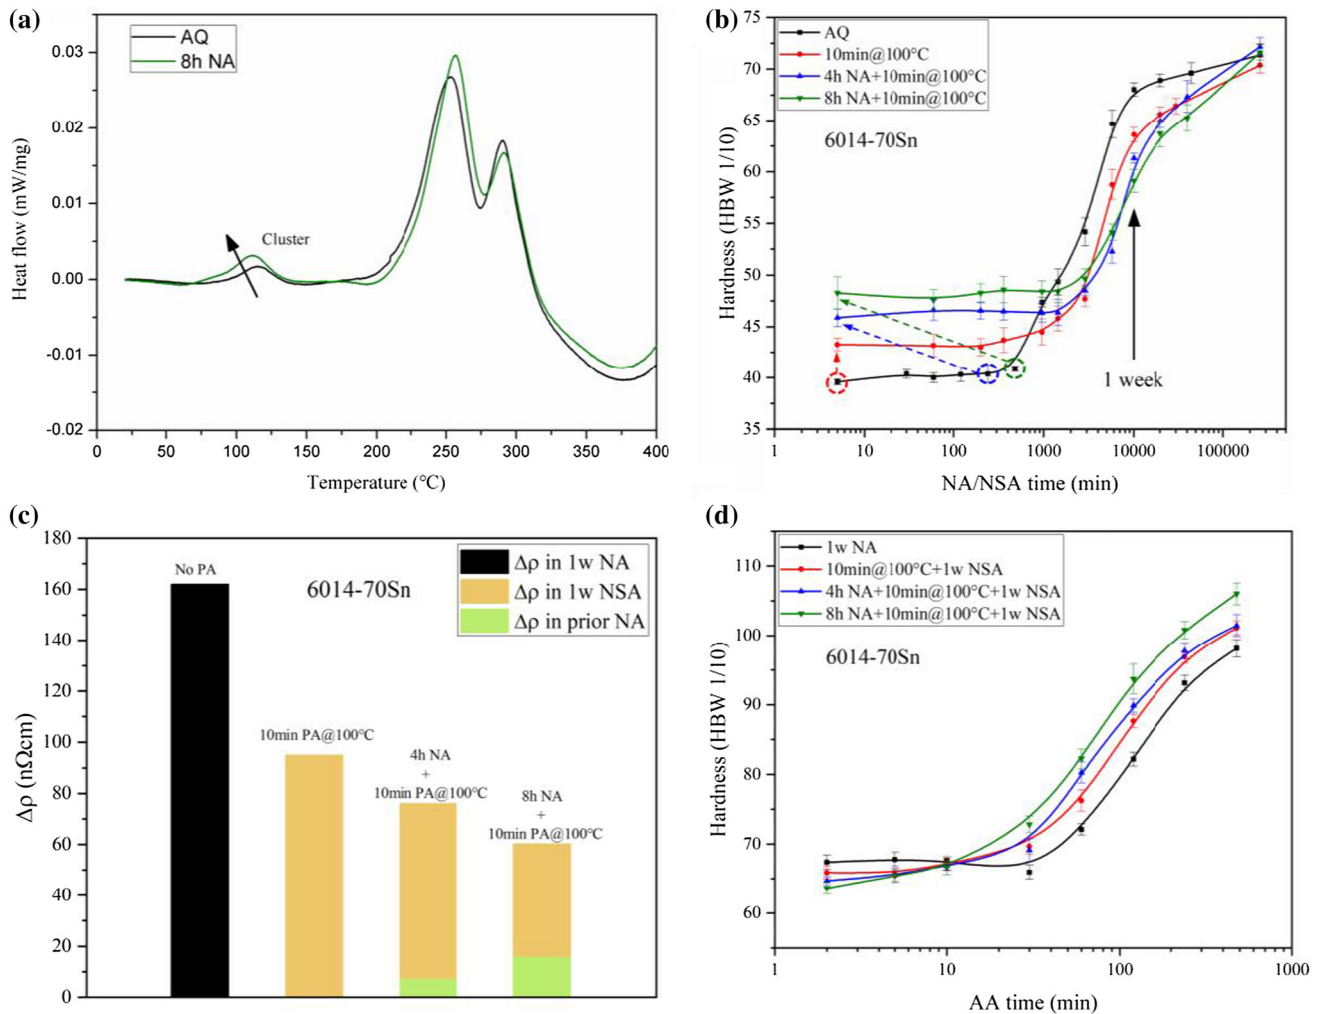 (a)
AQ
8h NA
Cluster
0.03
0.02
0.01
0.00
-0.01
-0.02
Heat flow (mW/mg)
0 50 100 150 200 250 300 350 400
Temperature (℃)
(b)
AQ
10min@100°C
4h NA+10min@100°C
8h NA+10min@100°C
6014-70Sn
1 week
75
70
65
60
55
50
45
40
35
Hardness (HBW 1/10)
1 10 100 1000 10000 100000
NA/NSA time (min)
(c)
No PA
10min PA@100°C
4h NA
+
10min PA@100°C
8h NA
+
10min PA@100°C
6014-70Sn
Δρ in 1w NA
Δρ in 1w NSA
Δρ in prior NA
180
160
140
120
100
80
60
40
20
0
Δρ (nΩcm)
(d)
1w NA
10min@100°C+1w NSA
4h NA+10min@100°C+1w NSA
8h NA+10min@100°C+1w NSA
6014-70Sn
110
100
90
80
70
60
Hardness (HBW 1/10)
1 10 100 1000
AA time (min)